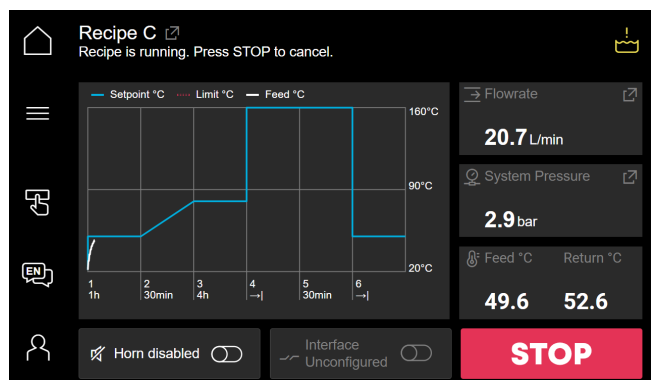 Recipe C
Recipe is running. Press STOP to cancel.
!
Setpoint °C Limit °C Feed °C
160°C
90°C
20°C
1 2 3 4 5 6
1h 30min 4h →| 30min →|
Flowrate
20.7 L/min
System Pressure
2.9 bar
Feed °C Return °C
49.6 52.6
EN
Horn disabled
Interface
Unconfigured
STOP